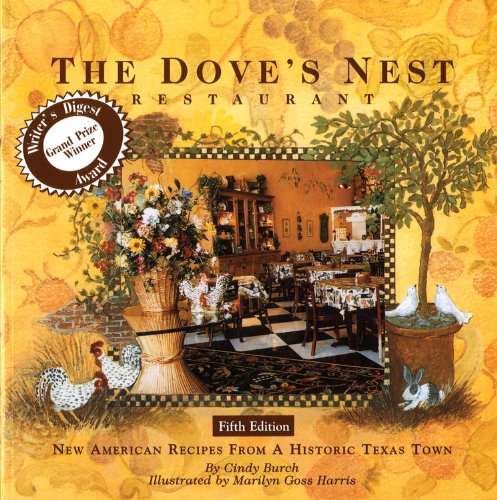 THE DOVE'S NEST
RESTAURANT
Writer's Digest
Grand Prize
Winner
Award
Fifth Edition
NEW AMERICAN RECIPES FROM A HISTORIC TEXAS TOWN
By Cindy Burch
Illustrated by Marilyn Goss Harris